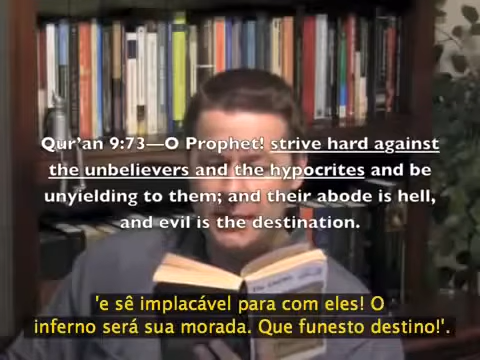 Qur'an 9:73—O Prophet! strive hard against
the unbelievers and the hypocrites and be
unyielding to them; and their abode is hell,
and evil is the destination.
'e sê implacável para com eles! O
inferno será sua morada. Que funesto destino!'.